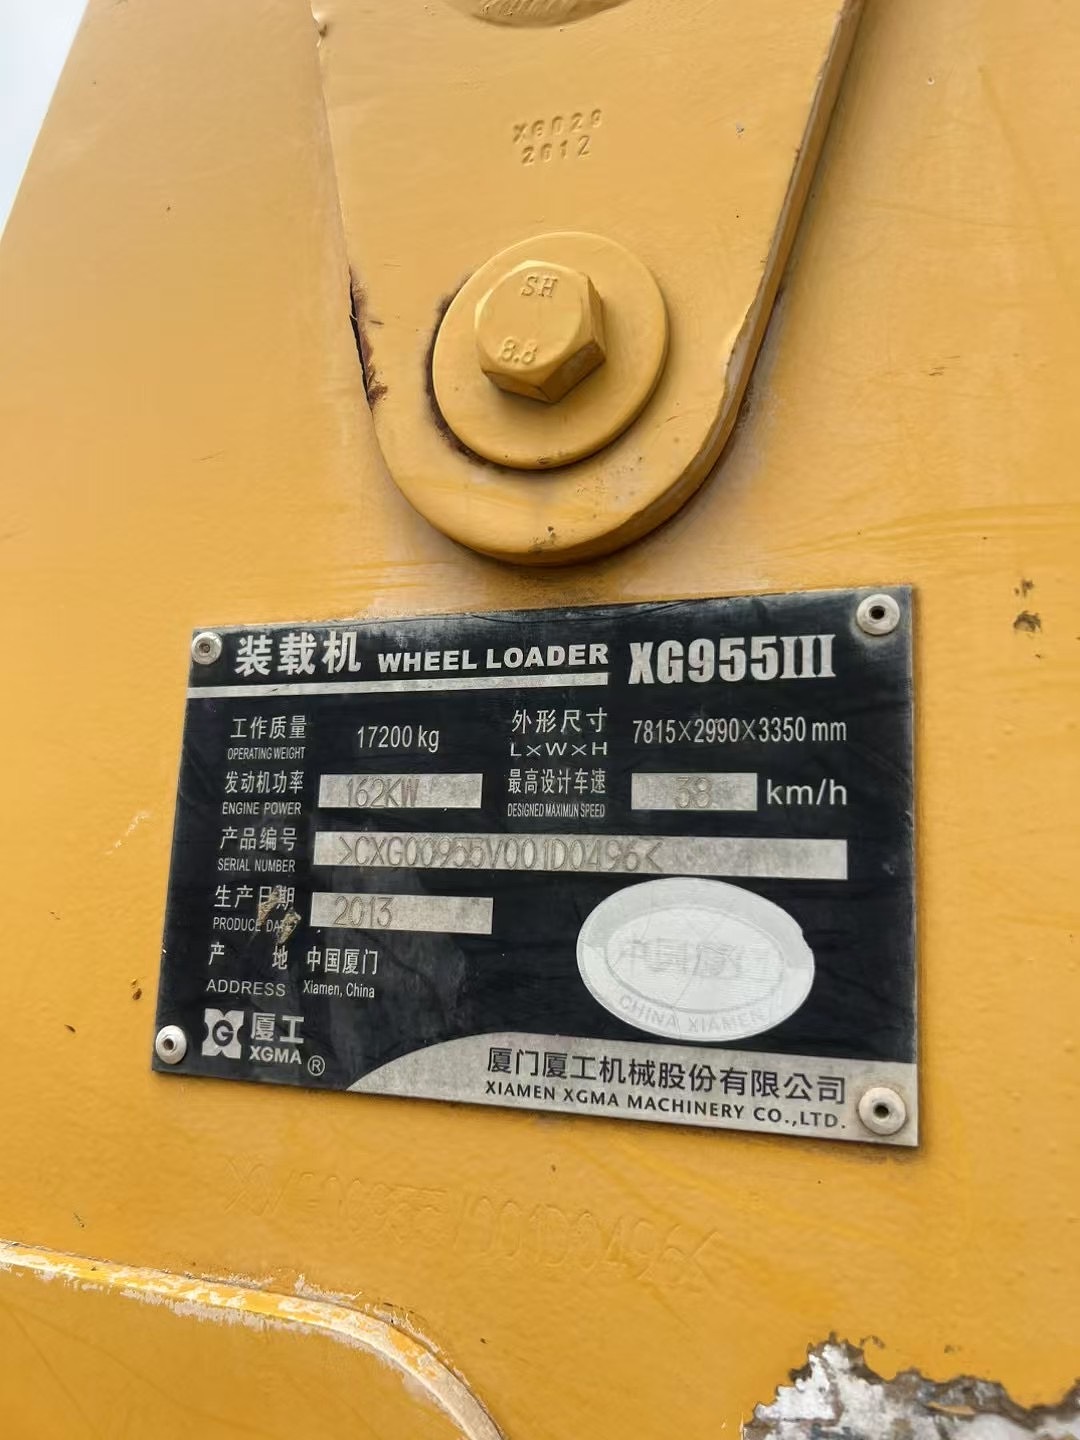 XG029
2012
SH
8.8
装载机 WHEEL LOADER XG955III
工作质量 17200 kg 外形尺寸 7815×2990×3350 mm
OPERATING WEIGHT L×W×H
发动机功率 162KW 最高设计车速 38 km/h
ENGINE POWER DESIGNED MAXIMUN SPEED
产品编号 >CXG00955V001D0496<
SERIAL NUMBER
生产日期 2013
PRODUCE DATE
产 地 中国厦门
ADDRESS Xiamen, China
CHINA XIAMEN
G 厦工
XGMA ®
厦门厦工机械股份有限公司
XIAMEN XGMA MACHINERY CO.,LTD.
001D0496<